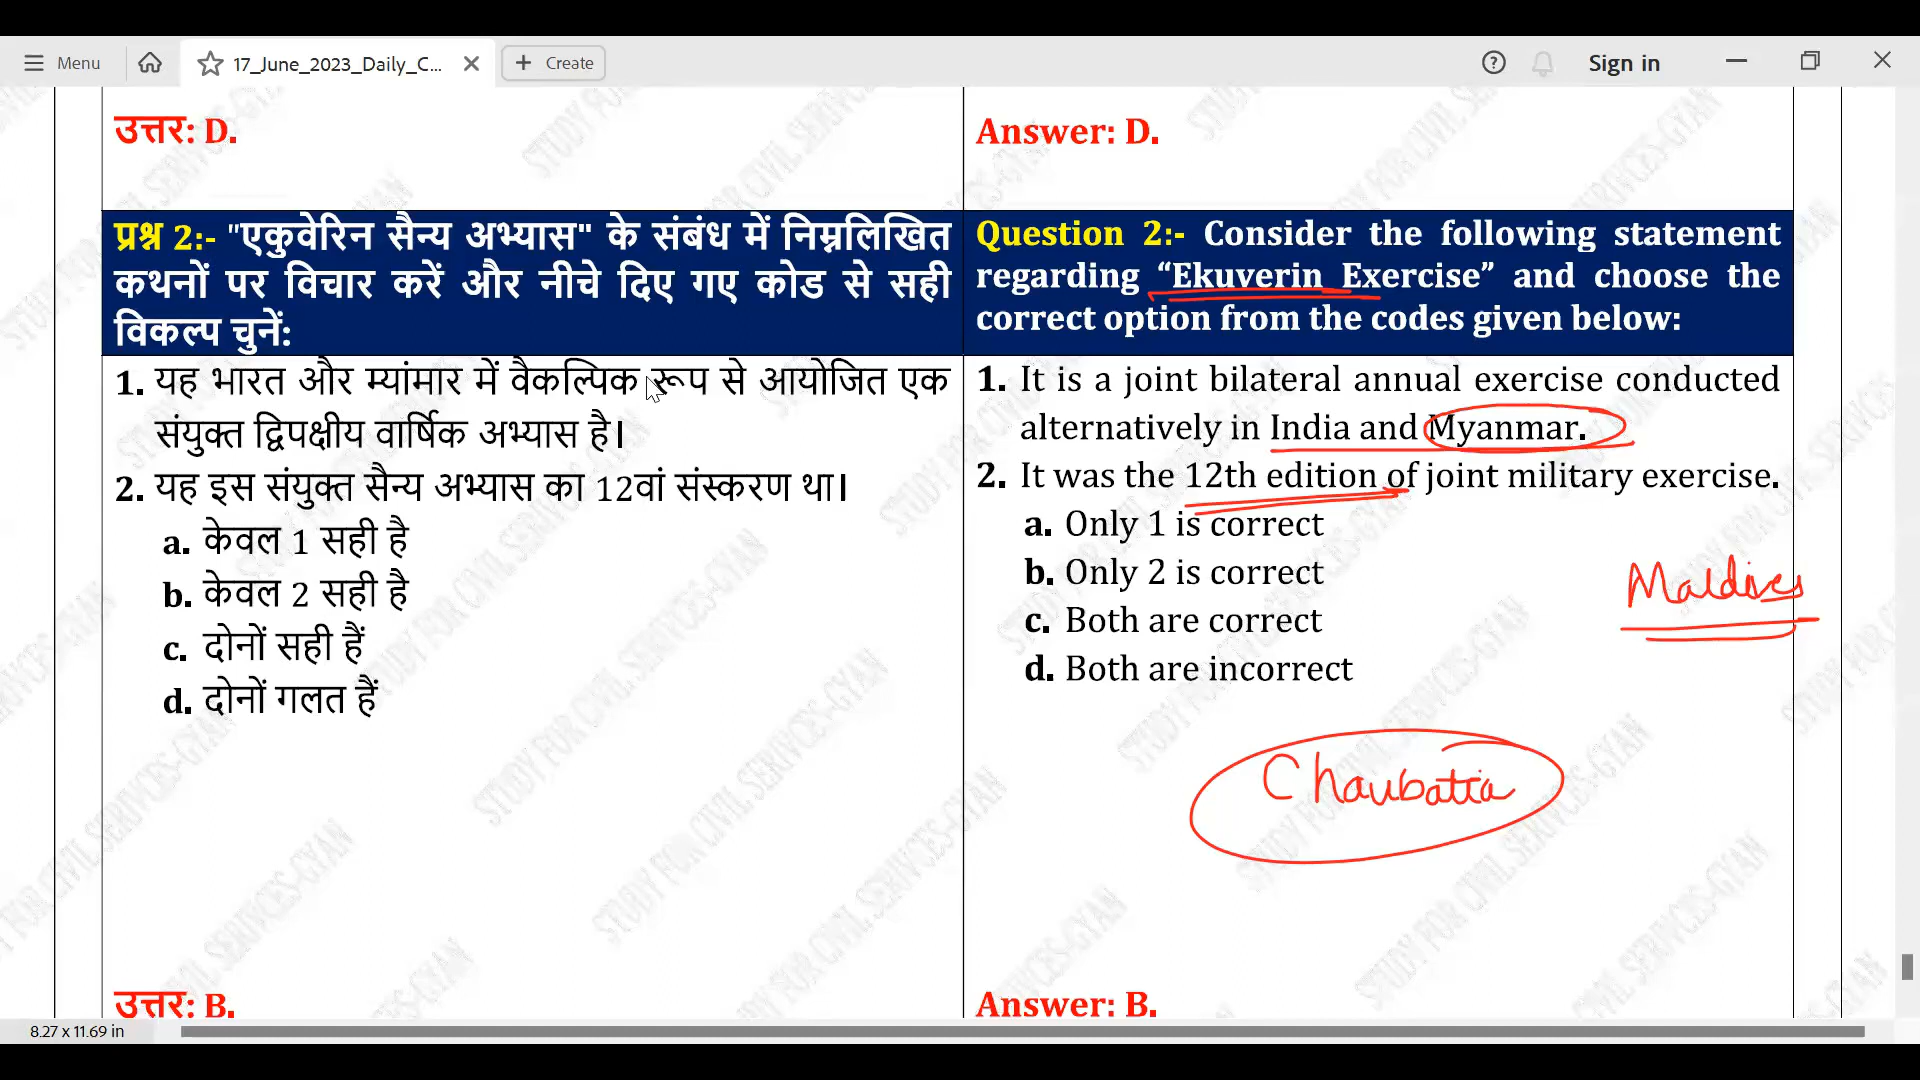 Menu
17_June_2023_Daily_C...
Create
Sign in
उत्तर: D.
Answer: D.
प्रश्न 2:- "एकुवेरिन सैन्य अभ्यास" के संबंध में निम्नलिखित
कथनों पर विचार करें और नीचे दिए गए कोड से सही
विकल्प चुनें:
Question 2:- Consider the following statement
regarding “Ekuverin Exercise” and choose the
correct option from the codes given below:
1. यह भारत और म्यांमार में वैकल्पिक रूप से आयोजित एक
संयुक्त द्विपक्षीय वार्षिक अभ्यास है।
2. यह इस संयुक्त सैन्य अभ्यास का 12वां संस्करण था।
a. केवल 1 सही है
b. केवल 2 सही है
c. दोनों सही हैं
d. दोनों गलत हैं
1. It is a joint bilateral annual exercise conducted
alternatively in India and Myanmar.
2. It was the 12th edition of joint military exercise.
a. Only 1 is correct
b. Only 2 is correct
c. Both are correct
d. Both are incorrect
Maldives
Chaubatia
उत्तर: B.
Answer: B.
8.27 x 11.69 in
STUDY FOR CIVIL SERIVCES-GYAN